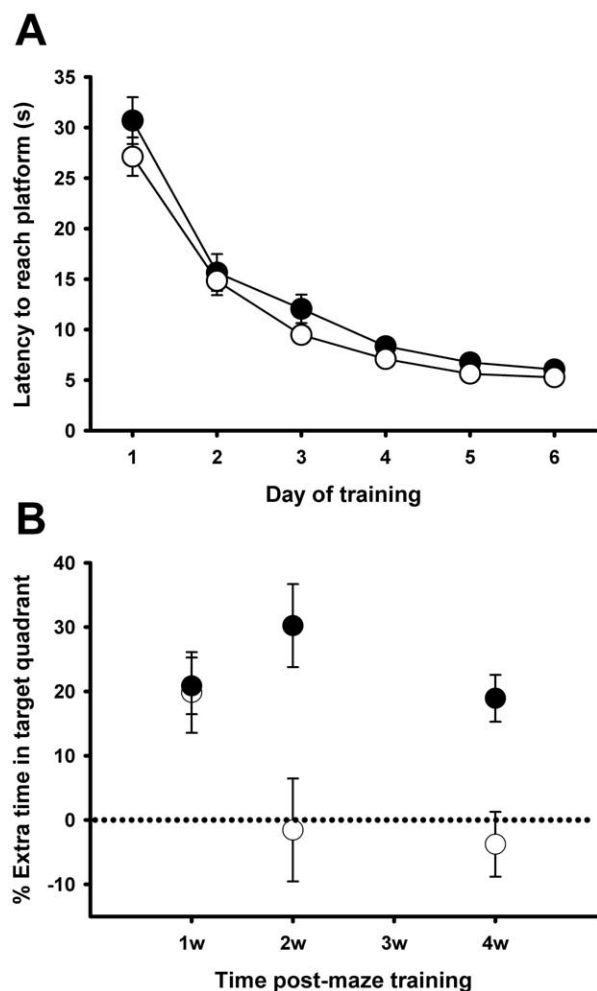 A
35
30
25
20
15
10
5
0
Latency to reach platform (s)
1 2 3 4 5 6
Day of training
B
40
30
20
10
0
-10
% Extra time in target quadrant
1w 2w 3w 4w
Time post-maze training